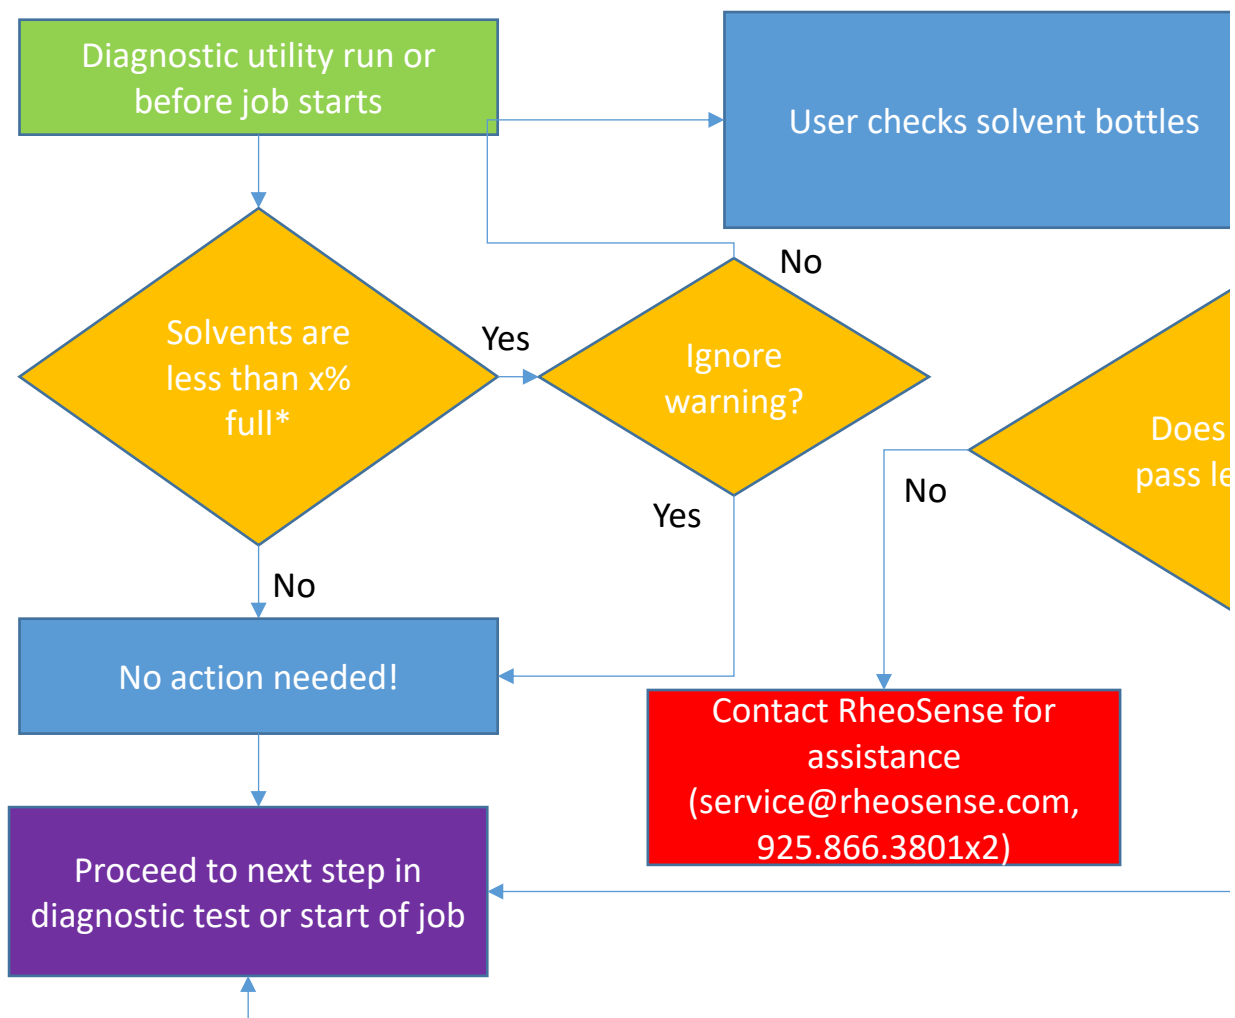 Diagnostic utility run or
before job starts
User checks solvent bottles
No
Solvents are
less than x%
full*
Yes
Ignore
warning?
Does
pass
No
Yes
No
No action needed!
Contact RheoSense for
assistance
(service@rheosense.com,
925.866.3801x2)
Proceed to next step in
diagnostic test or start of job